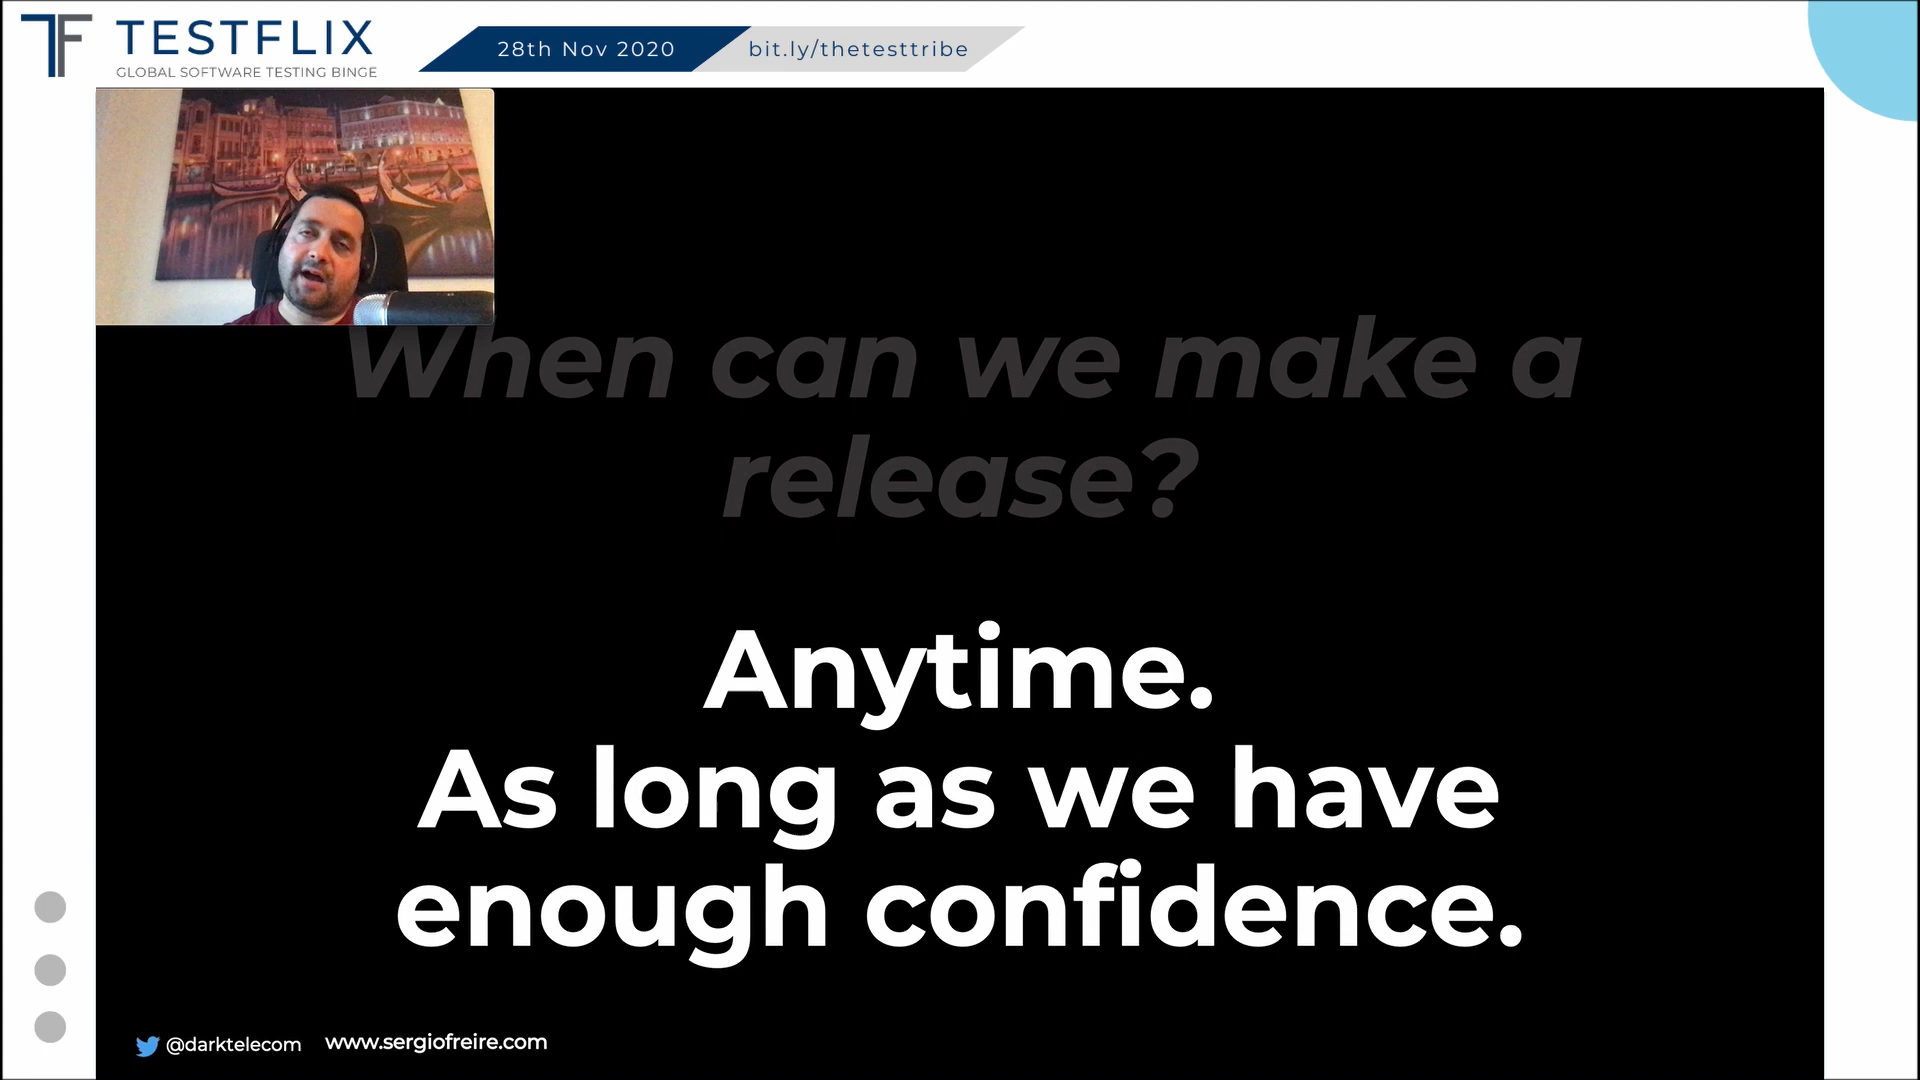 TF TESTFLIX
GLOBAL SOFTWARE TESTING BINGE
28th Nov 2020
bit.ly/thetesttribe
When can we make a
release?
Anytime.
As long as we have
enough confidence.
@darktelecom
www.sergiofreire.com